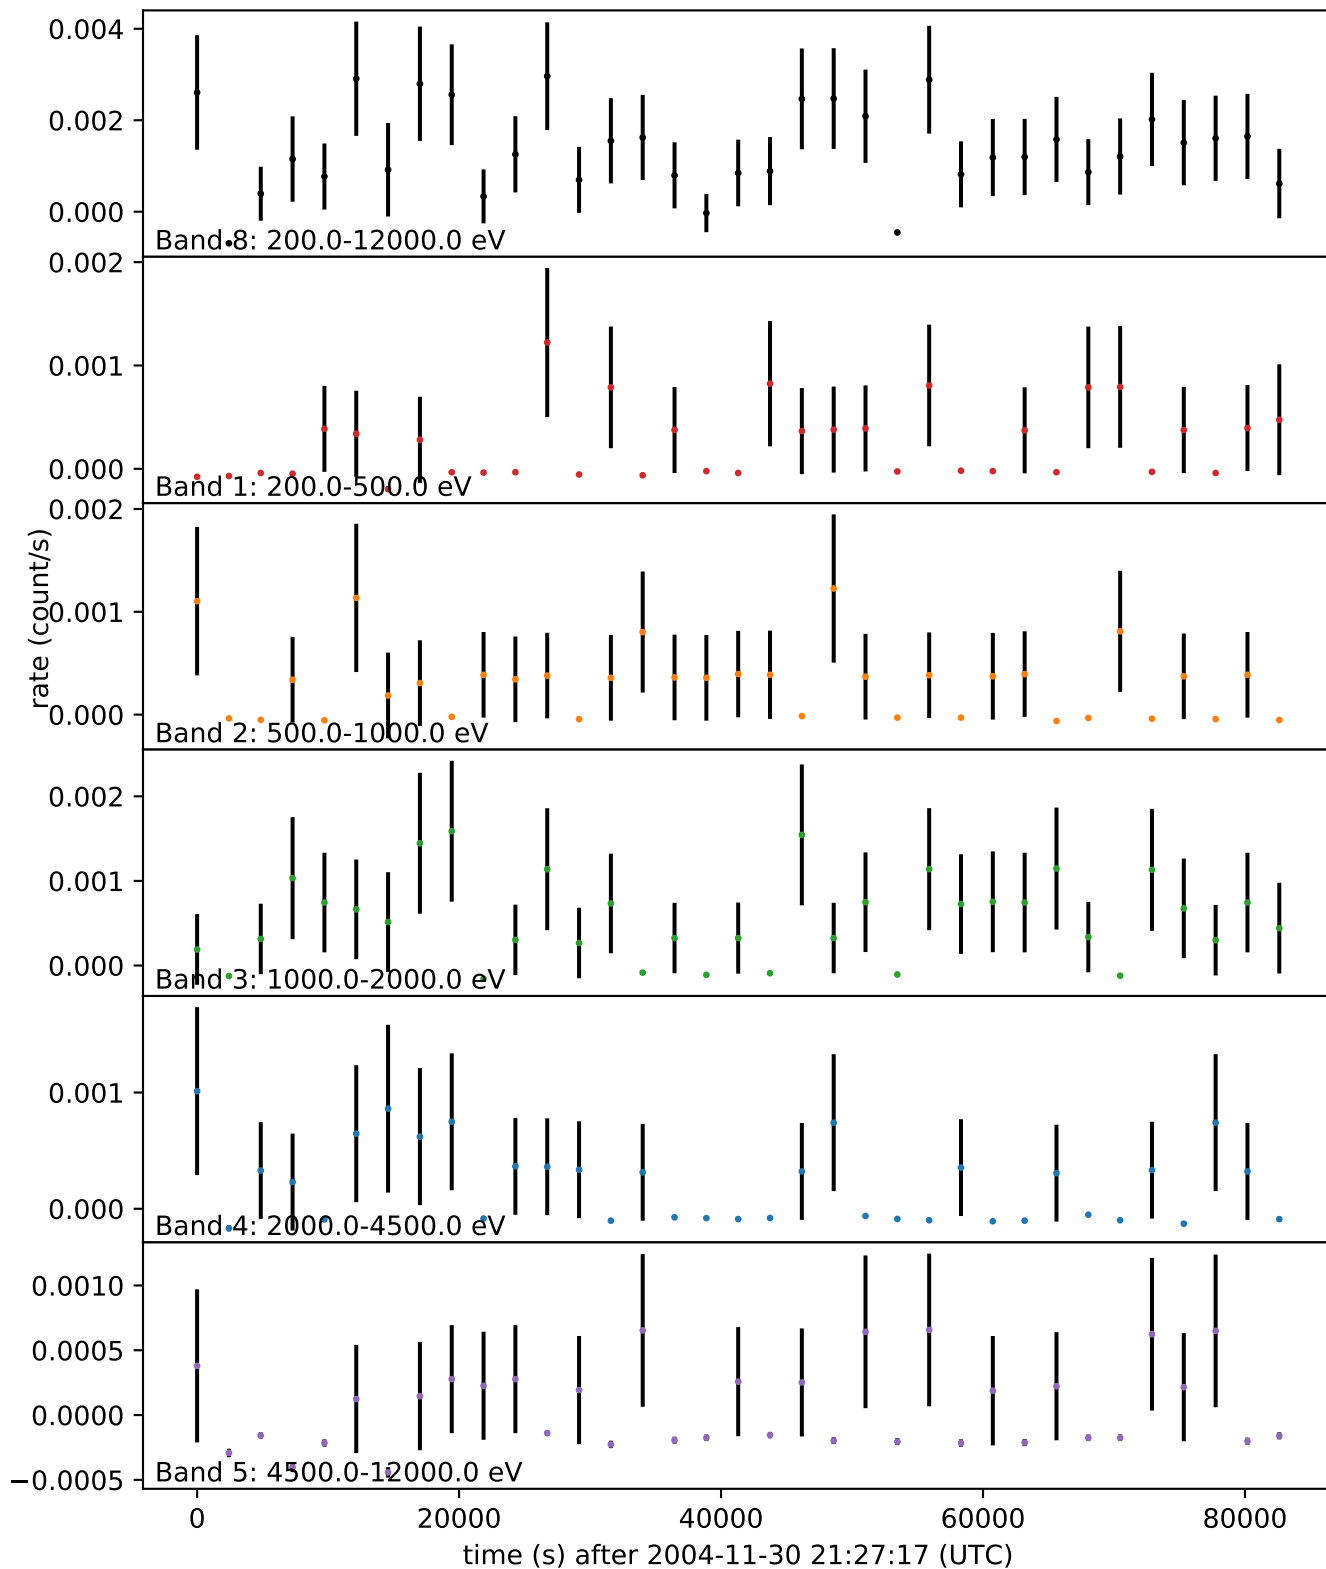 0.004
0.002
0.000
Band 8: 200.0-12000.0 eV
0.002
0.001
0.000
Band 1: 200.0-500.0 eV
0.002
0.001
0.000
Band 2: 500.0-1000.0 eV
rate (count/s)
0.002
0.001
0.000
Band 3: 1000.0-2000.0 eV
0.001
0.000
Band 4: 2000.0-4500.0 eV
0.0010
0.0005
0.0000
−0.0005
Band 5: 4500.0-12000.0 eV
0 20000 40000 60000 80000
time (s) after 2004-11-30 21:27:17 (UTC)